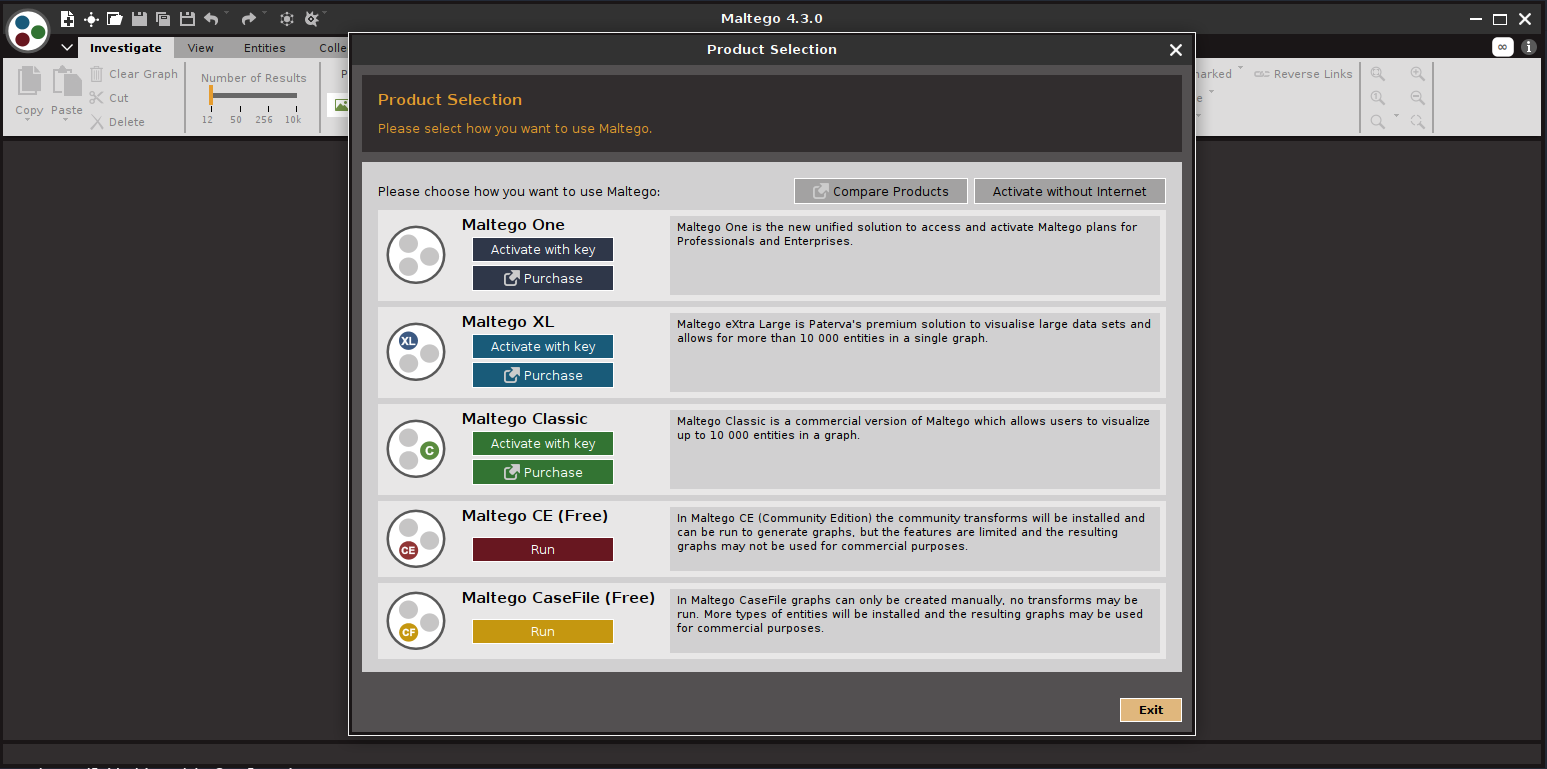 Maltego 4.3.0
Investigate View Entities Colle
Copy
Paste
Clear Graph
Cut
Delete
Number of Results
12 50 256 10k
P
arked
Reverse Links
e
Product Selection
Product Selection
Please select how you want to use Maltego.
Please choose how you want to use Maltego:
Compare Products
Activate without Internet
Maltego One
Activate with key
Purchase
Maltego One is the new unified solution to access and activate Maltego plans for
Professionals and Enterprises.
XL
Maltego XL
Activate with key
Purchase
Maltego eXtra Large is Paterva's premium solution to visualise large data sets and
allows for more than 10 000 entities in a single graph.
C
Maltego Classic
Activate with key
Purchase
Maltego Classic is a commercial version of Maltego which allows users to visualize
up to 10 000 entities in a graph.
CE
Maltego CE (Free)
Run
In Maltego CE (Community Edition) the community transforms will be installed and
can be run to generate graphs, but the features are limited and the resulting
graphs may not be used for commercial purposes.
CF
Maltego CaseFile (Free)
Run
In Maltego CaseFile graphs can only be created manually, no transforms may be
run. More types of entities will be installed and the resulting graphs may be used
for commercial purposes.
Exit